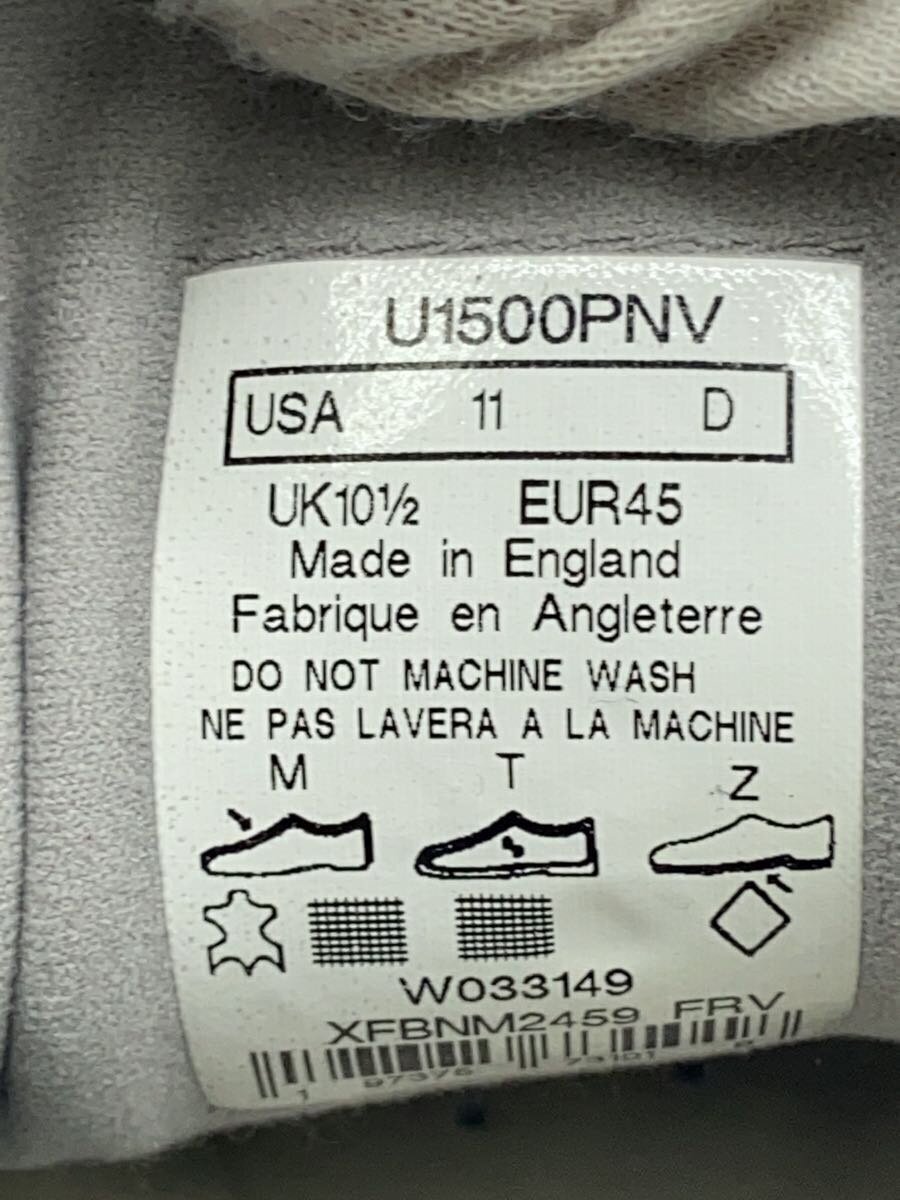 U1500PNV
USA 11 D
UK10½ EUR45
Made in England
Fabrique en Angleterre
DO NOT MACHINE WASH
NE PAS LAVERA A LA MACHINE
M T Z
W033149
XFBNM2459 FRV
1